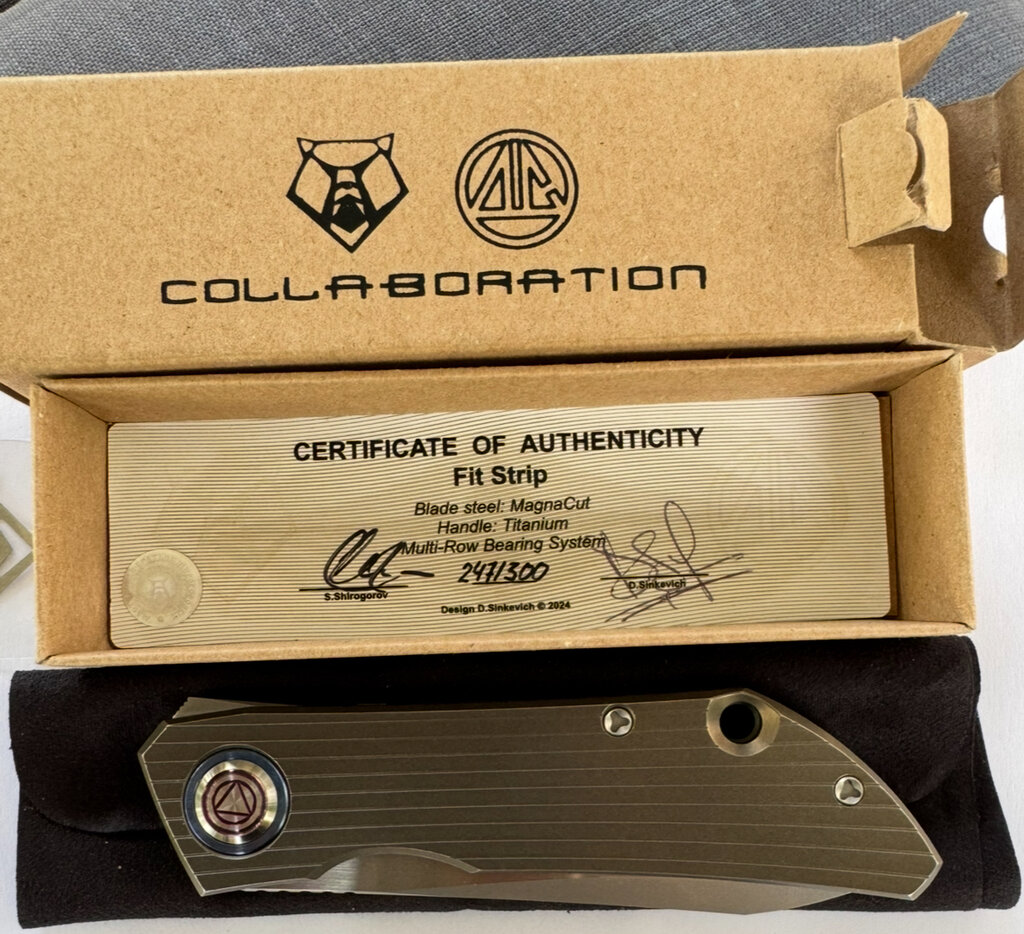 COLLABORATION
CERTIFICATE OF AUTHENTICITY
Fit Strip
Blade steel: MagnaCut
Handle: Titanium
Multi-Row Bearing System
247/300
S.Shirogorov
D.Sinkevich
Design D.Sinkevich © 2024